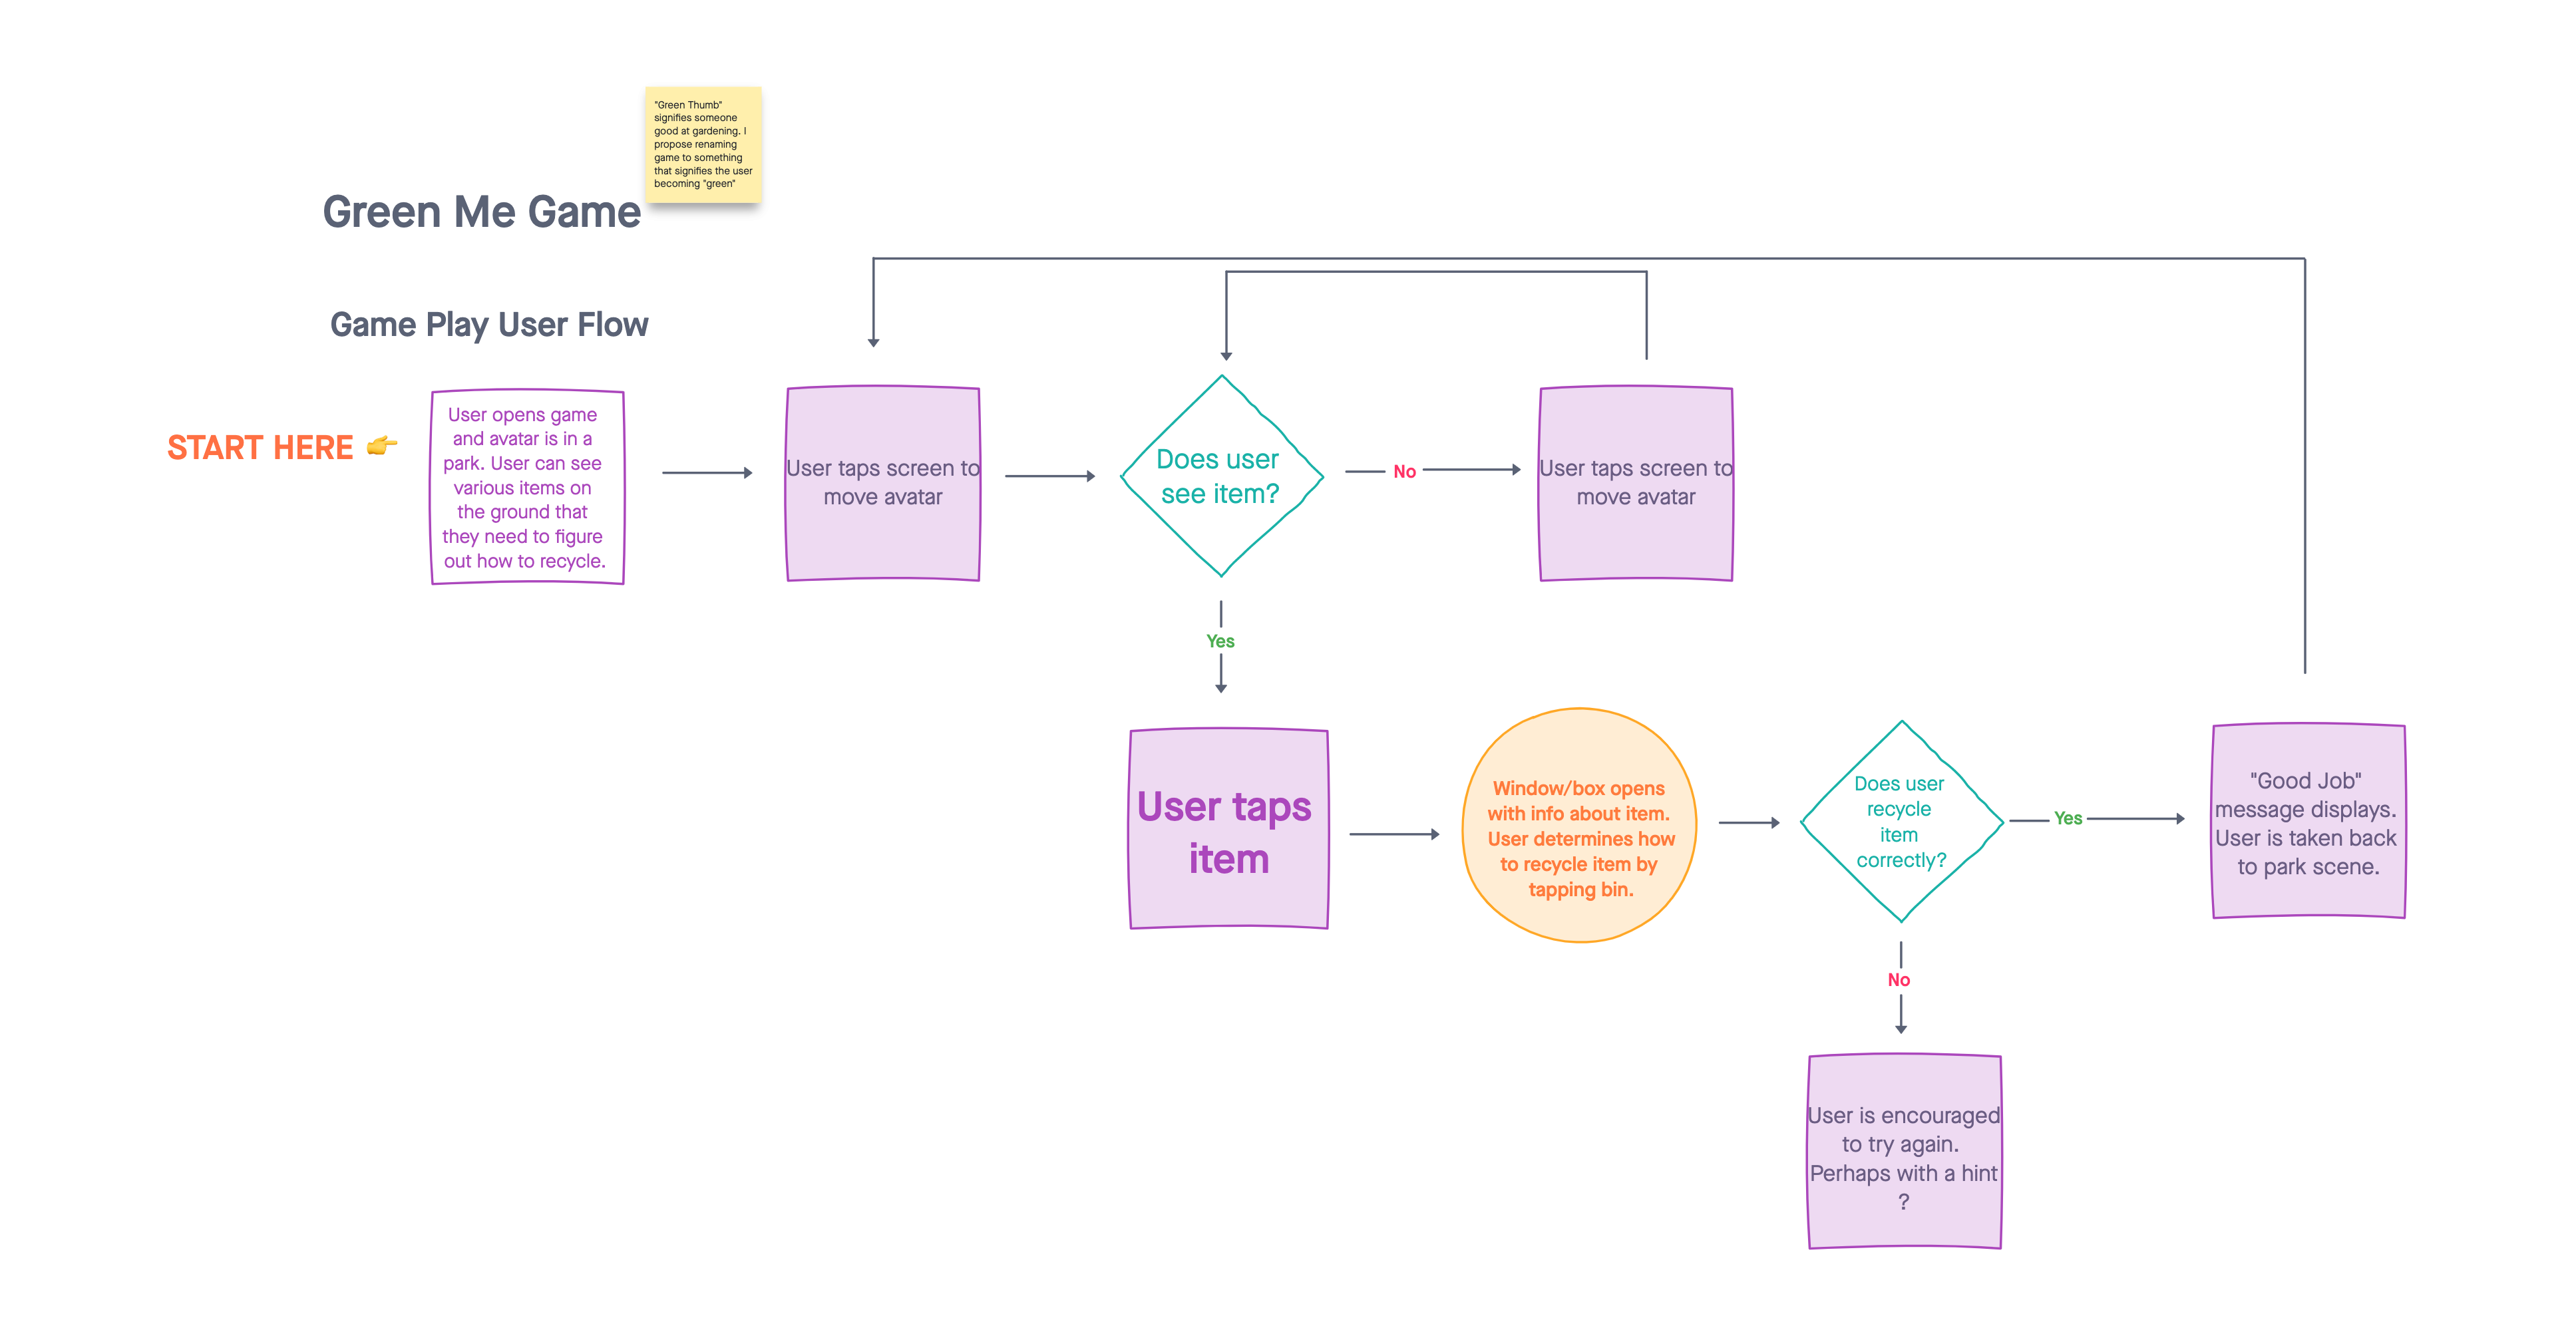 "Green Thumb"
signifies someone
good at gardening. I
propose renaming
game to something
that signifies the user
becoming "green"
Green Me Game
Game Play User Flow
START HERE 👉
User opens game
and avatar is in a
park. User can see
various items on
the ground that
they need to figure
out how to recycle.
User taps screen to
move avatar
Does user
see item?
No
User taps screen to
move avatar
Yes
User taps
item
Window/box opens
with info about item.
User determines how
to recycle item by
tapping bin.
Does user
recycle
item
correctly?
Yes
"Good Job"
message displays.
User is taken back
to park scene.
No
User is encouraged
to try again.
Perhaps with a hint
?